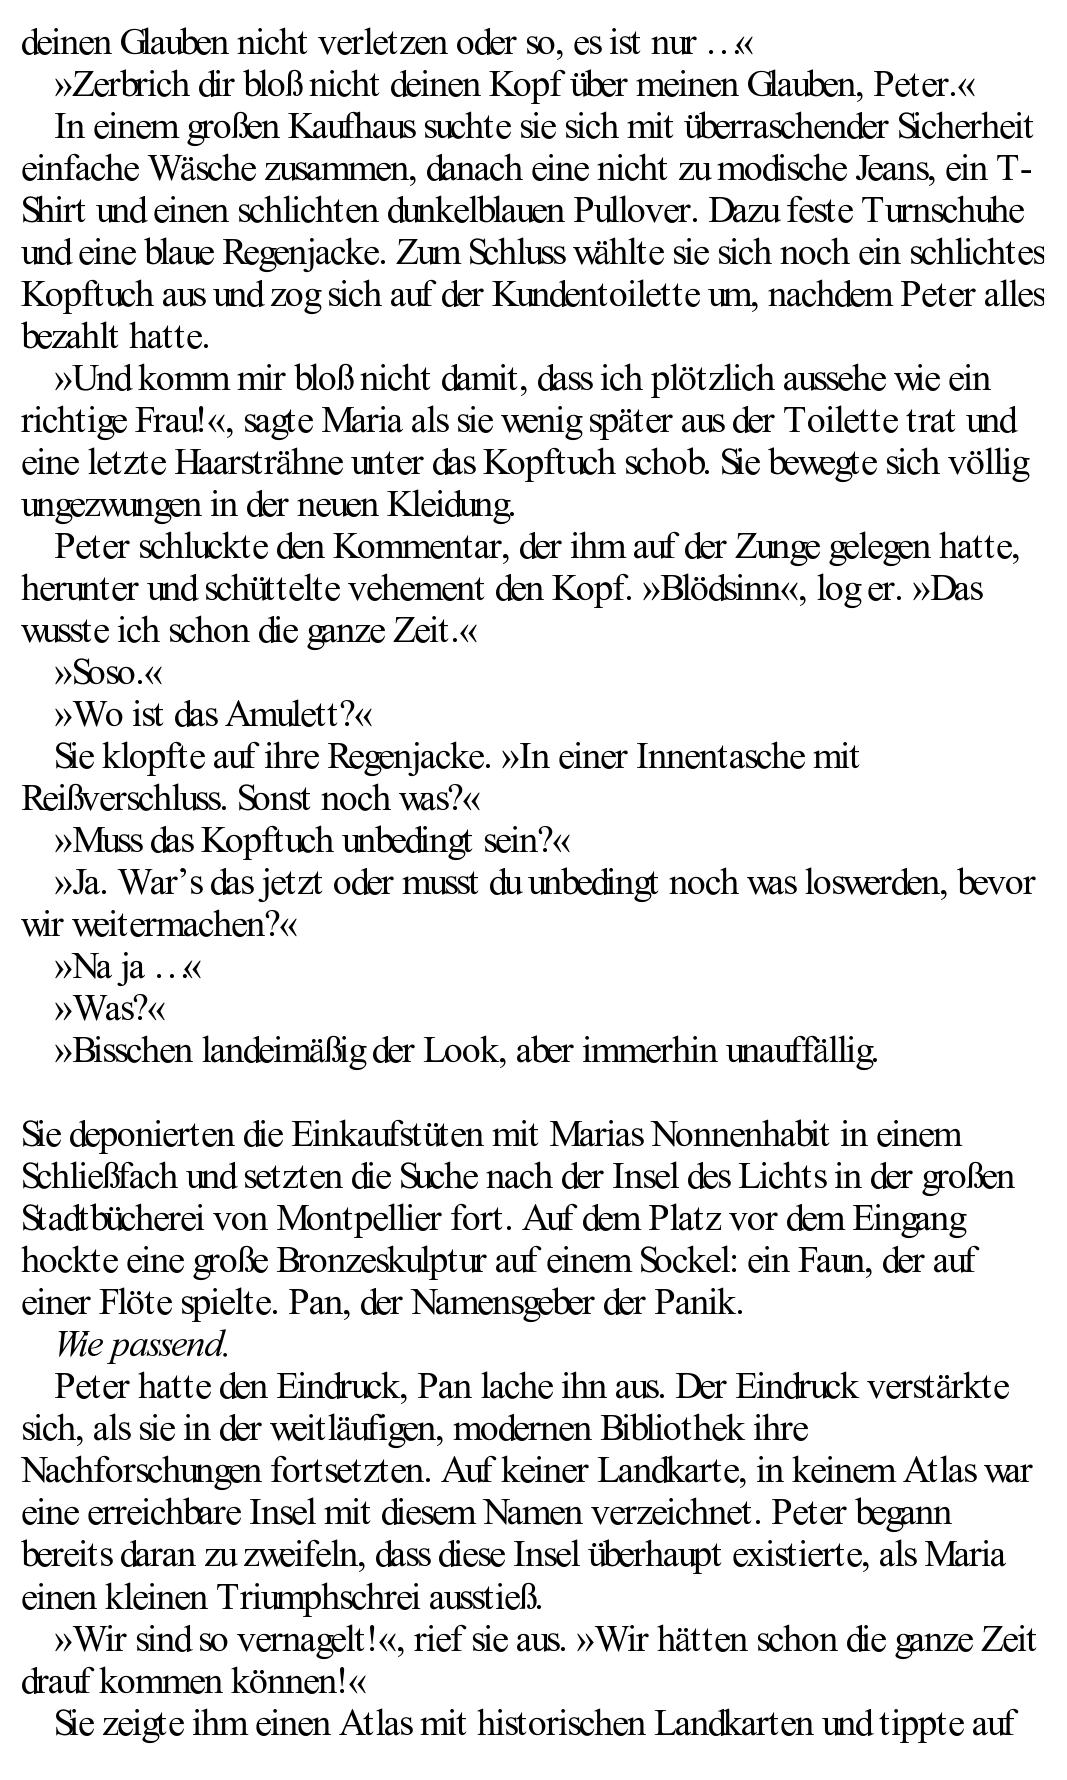 deinen Glauben nicht verletzen oder so, es ist nur …«
»Zerbrich dir bloß nicht deinen Kopf über meinen Glauben, Peter.«
In einem großen Kaufhaus suchte sie sich mit überraschender Sicherheit
einfache Wäsche zusammen, danach eine nicht zu modische Jeans, ein T-
Shirt und einen schlichten dunkelblauen Pullover. Dazu feste Turnschuhe
und eine blaue Regenjacke. Zum Schluss wählte sie sich noch ein schlichtes
Kopftuch aus und zog sich auf der Kundentoilette um, nachdem Peter alles
bezahlt hatte.
»Und komm mir bloß nicht damit, dass ich plötzlich aussehe wie ein
richtige Frau!«, sagte Maria als sie wenig später aus der Toilette trat und
eine letzte Haarsträhne unter das Kopftuch schob. Sie bewegte sich völlig
ungezwungen in der neuen Kleidung.
Peter schluckte den Kommentar, der ihm auf der Zunge gelegen hatte,
herunter und schüttelte vehement den Kopf. »Blödsinn«, log er. »Das
wusste ich schon die ganze Zeit.«
»Soso.«
»Wo ist das Amulett?«
Sie klopfte auf ihre Regenjacke. »In einer Innentasche mit
Reißverschluss. Sonst noch was?«
»Muss das Kopftuch unbedingt sein?«
»Ja. War’s das jetzt oder musst du unbedingt noch was loswerden, bevor
wir weitermachen?«
»Na ja …«
»Was?«
»Bisschen landeimäßig der Look, aber immerhin unauffällig.
Sie deponierten die Einkaufstüten mit Marias Nonnenhabit in einem
Schließfach und setzten die Suche nach der Insel des Lichts in der großen
Stadtbücherei von Montpellier fort. Auf dem Platz vor dem Eingang
hockte eine große Bronzeskulptur auf einem Sockel: ein Faun, der auf
einer Flöte spielte. Pan, der Namensgeber der Panik.
Wie passend.
Peter hatte den Eindruck, Pan lache ihn aus. Der Eindruck verstärkte
sich, als sie in der weitläufigen, modernen Bibliothek ihre
Nachforschungen fortsetzten. Auf keiner Landkarte, in keinem Atlas war
eine erreichbare Insel mit diesem Namen verzeichnet. Peter begann
bereits daran zu zweifeln, dass diese Insel überhaupt existierte, als Maria
einen kleinen Triumphschrei ausstieß.
»Wir sind so vernagelt!«, rief sie aus. »Wir hätten schon die ganze Zeit
drauf kommen können!«
Sie zeigte ihm einen Atlas mit historischen Landkarten und tippte auf